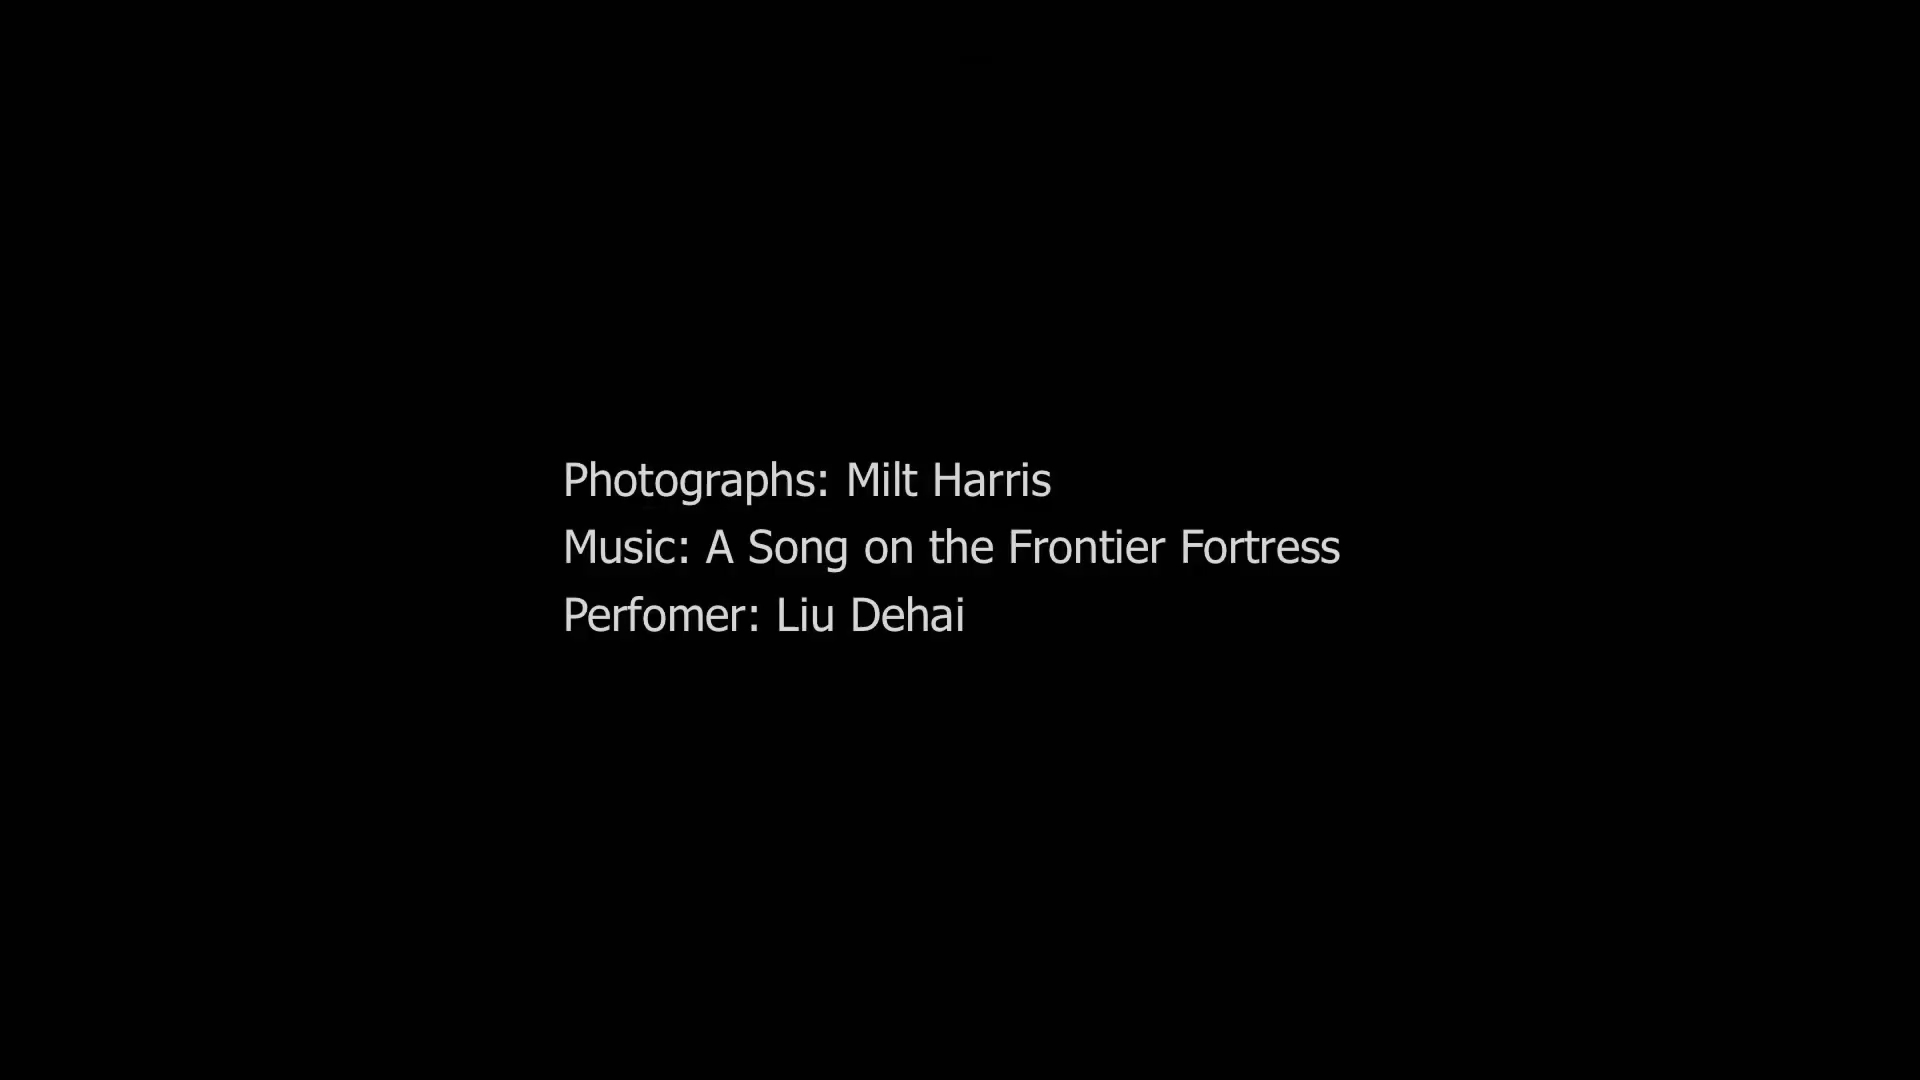 Photographs: Milt Harris
Music: A Song on the Frontier Fortress
Perfomer: Liu Dehai